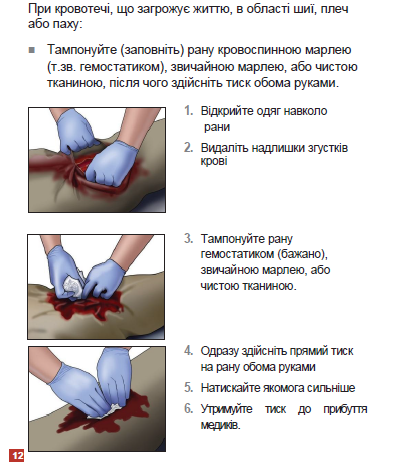 При кровотечі, що загрожує життю, в області шиї, плеч
або паху:
▪ Тампонуйте (заповніть) рану кровоспинною марлею
(т.зв. гемостатиком), звичайною марлею, або чистою
тканиною, після чого здійсніть тиск обома руками.
1. Відкрийте одяг навколо
рани
2. Видаліть надлишки згустків
крові
3. Тампонуйте рану
гемостатиком (бажано),
звичайною марлею, або
чистою тканиною.
4. Одразу здійсніть прямий тиск
на рану обома руками
5. Натискайте якомога сильніше
6. Утримуйте тиск до прибуття
медиків.
12